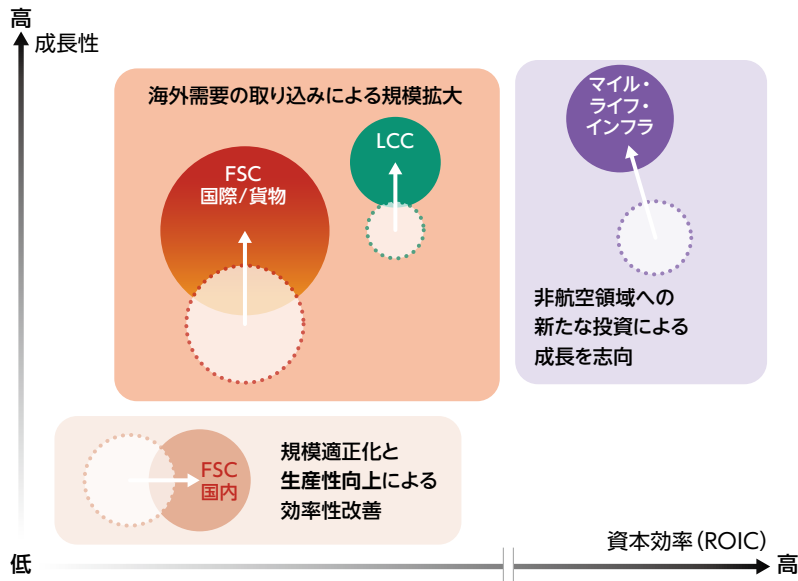 高
成長性
海外需要の取り込みによる規模拡大
FSC
国際/貨物
LCC
マイル・
ライフ・
インフラ
非航空領域への
新たな投資による
成長を志向
FSC
国内
規模適正化と
生産性向上による
効率性改善
資本効率（ROIC）
低
高